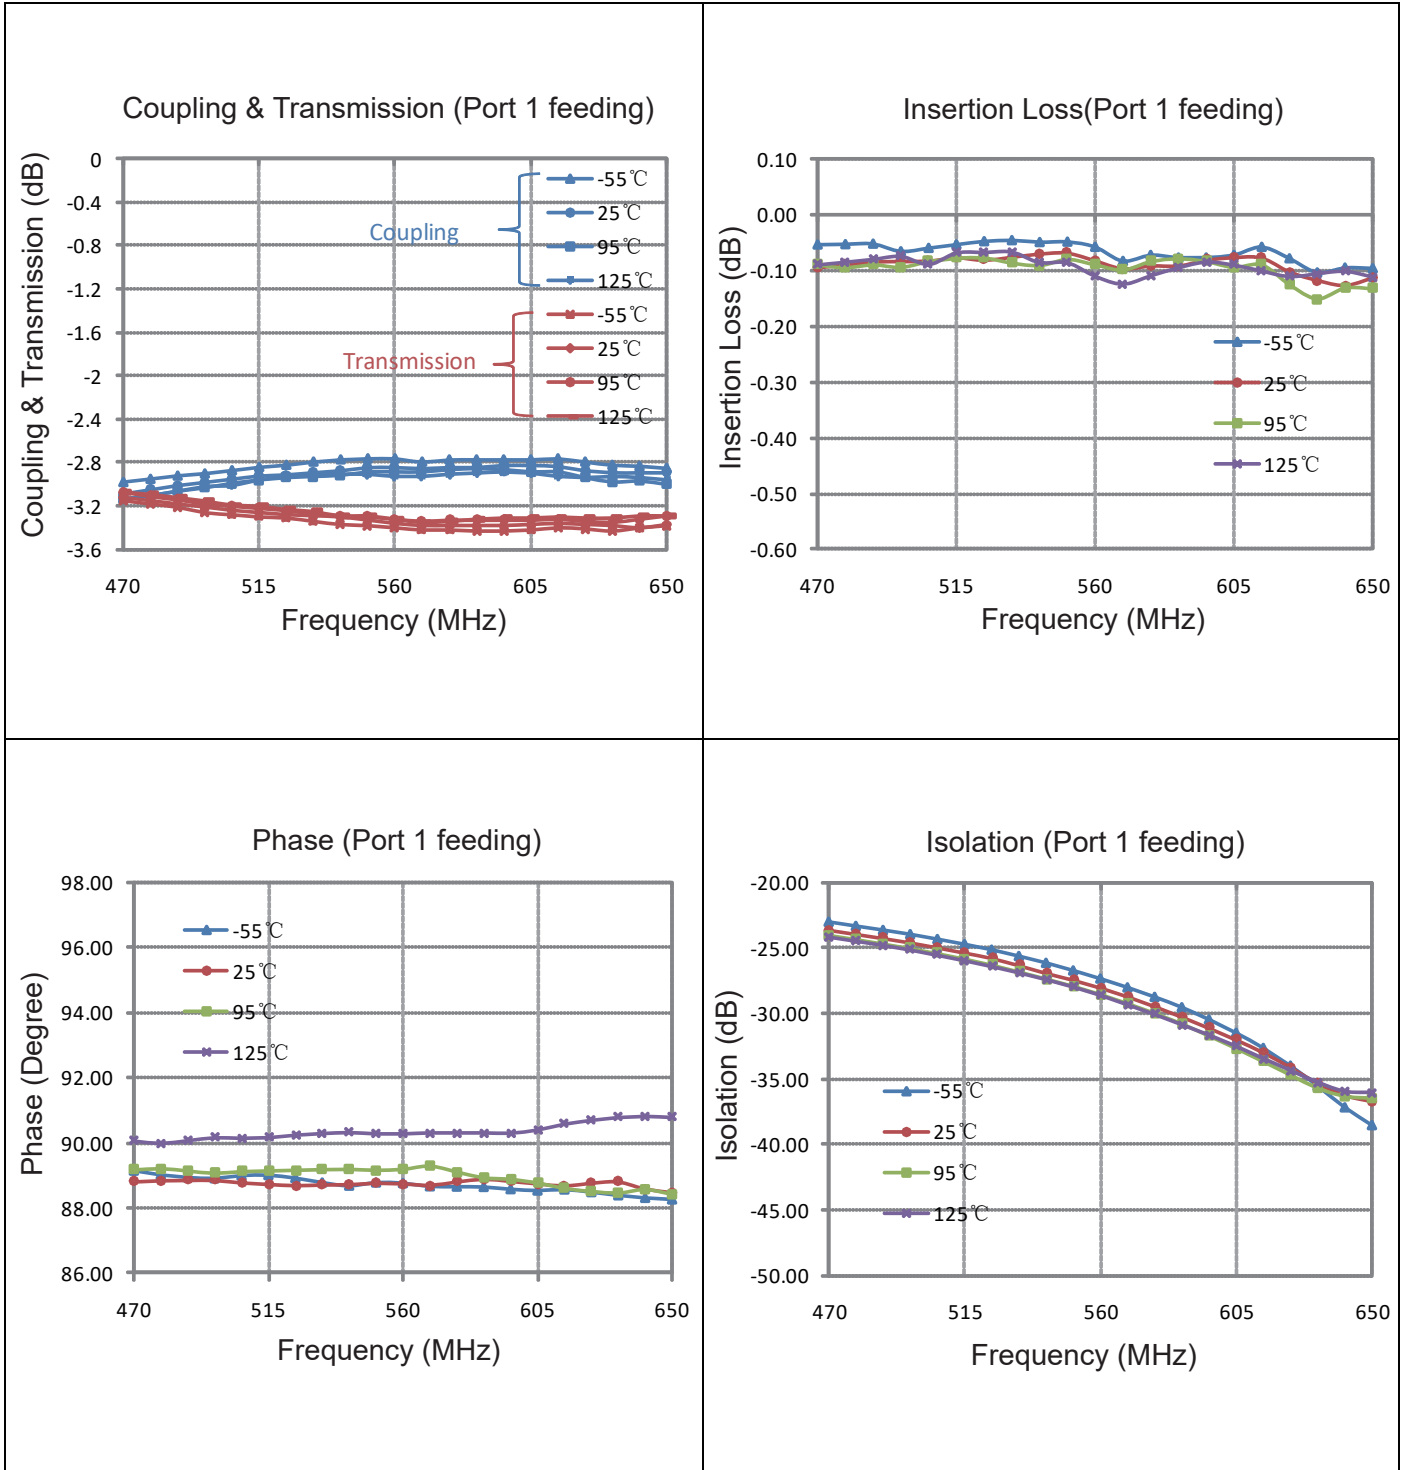 Coupling & Transmission (Port 1 feeding)
Coupling & Transmission (dB)
0
-0.4
-0.8
-1.2
-1.6
-2
-2.4
-2.8
-3.2
-3.6
Coupling
-55℃
25℃
95℃
125℃
Transmission
-55℃
25℃
95℃
125℃
470 515 560 605 650
Frequency (MHz)
Insertion Loss(Port 1 feeding)
Insertion Loss (dB)
0.10
0.00
-0.10
-0.20
-0.30
-0.40
-0.50
-0.60
-55℃
25℃
95℃
125℃
470 515 560 605 650
Frequency (MHz)
Phase (Port 1 feeding)
Phase (Degree)
98.00
96.00
94.00
92.00
90.00
88.00
86.00
-55℃
25℃
95℃
125℃
470 515 560 605 650
Frequency (MHz)
Isolation (Port 1 feeding)
Isolation (dB)
-20.00
-25.00
-30.00
-35.00
-40.00
-45.00
-50.00
-55℃
25℃
95℃
125℃
470 515 560 605 650
Frequency (MHz)